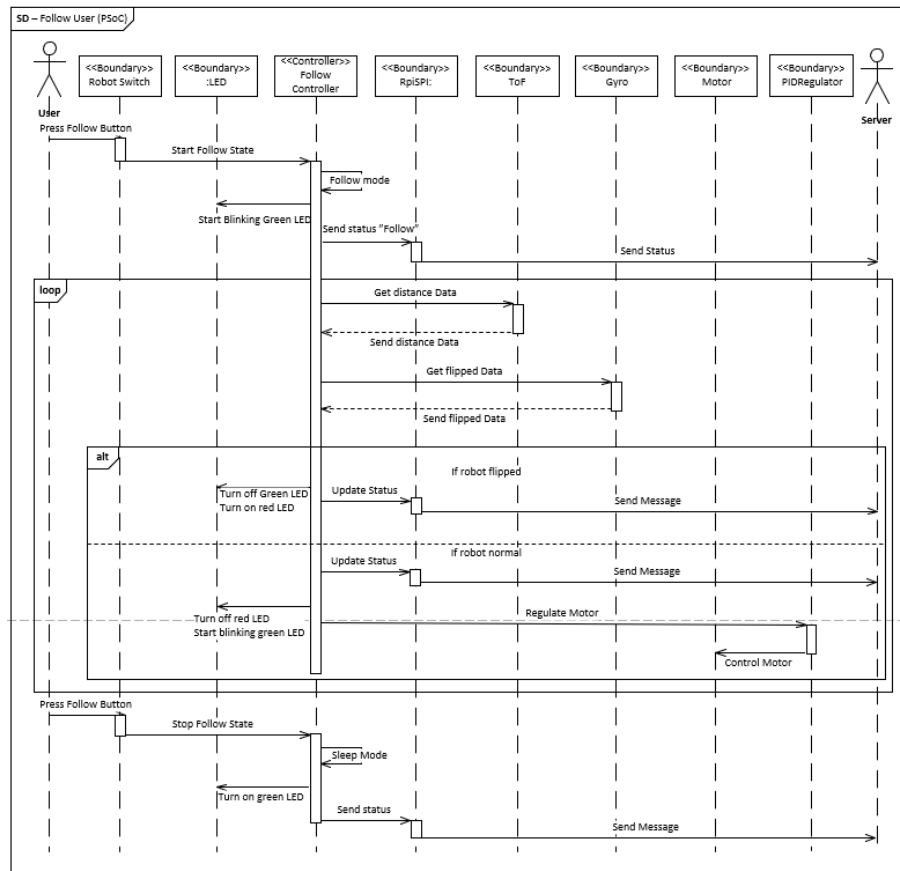 SD – Follow User (PSoC)
<<Boundary>>
Robot Switch
<<Boundary>>
:LED
<<Controller>>
Follow
Controller
<<Boundary>>
RpiSPI:
<<Boundary>>
ToF
<<Boundary>>
Gyro
<<Boundary>>
Motor
<<Boundary>>
PIDRegulator
User
Server
Press Follow Button
Start Follow State
Follow mode
Start Blinking Green LED
Send status "Follow"
Send Status
loop
Get distance Data
Send distance Data
Get flipped Data
Send flipped Data
alt
If robot flipped
Turn off Green LED
Turn on red LED
Update Status
Send Message
If robot normal
Update Status
Send Message
Turn off red LED
Start blinking green LED
Regulate Motor
Control Motor
Press Follow Button
Stop Follow State
Sleep Mode
Turn on green LED
Send status
Send Message